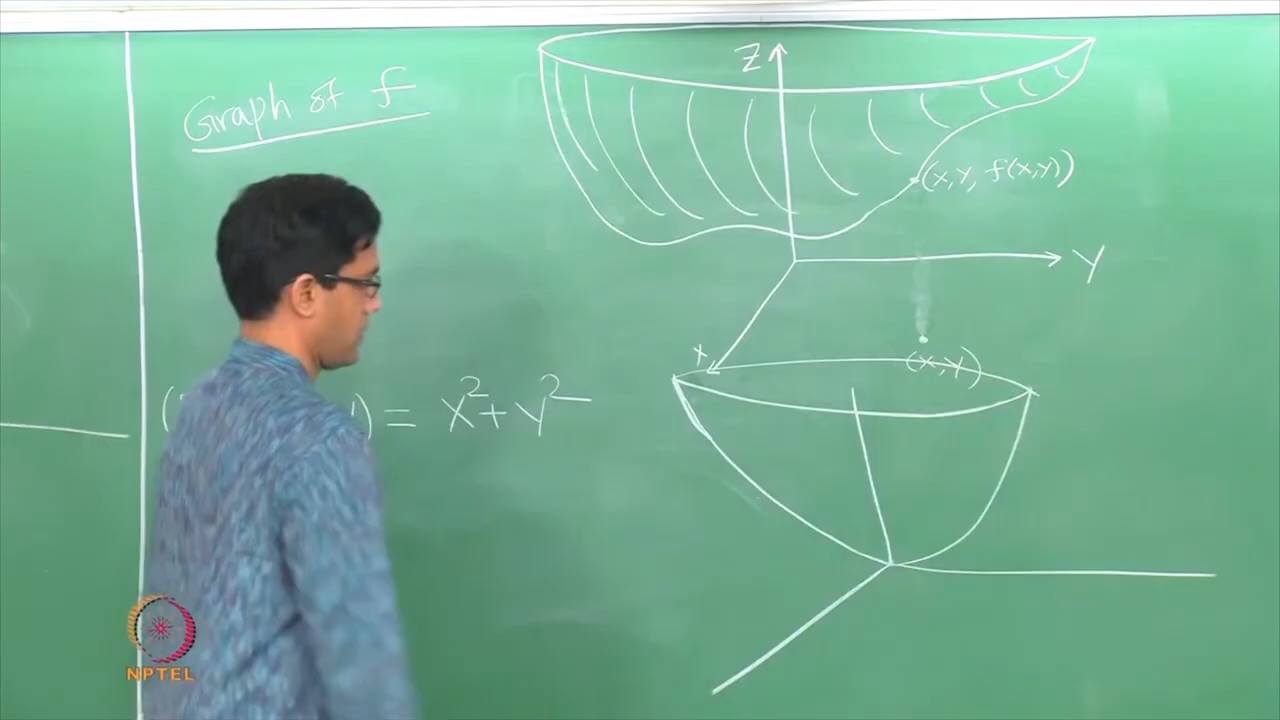 Graph of f
Z
(x, y, f(x,y))
Y
x
(x,y)
) = x² + y²
NPTEL